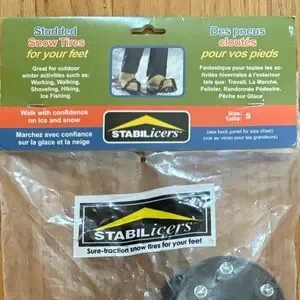 Studded
Snow Tires
for your feet
Great for outdoor
winter activities such as:
Working, Walking,
Shoveling, Hiking,
Ice Fishing
Des pneus
cloutés
pour vos pieds
Fantastique pour toutes les ac-
tivités hivernales à l'exterieur
tels que: Travail, La Marche,
Pelleter, Randonnée Pédestre,
Pêche sur Glace
Walk with confidence
on ice and snow
Marchez avec confiance
sur la glace et la neige
STABILicers
Size:
Taille: S
(see back panel for size chart)
(voir au verso pour les grandeurs)
STABILicers
Sure-traction snow tires for your feet